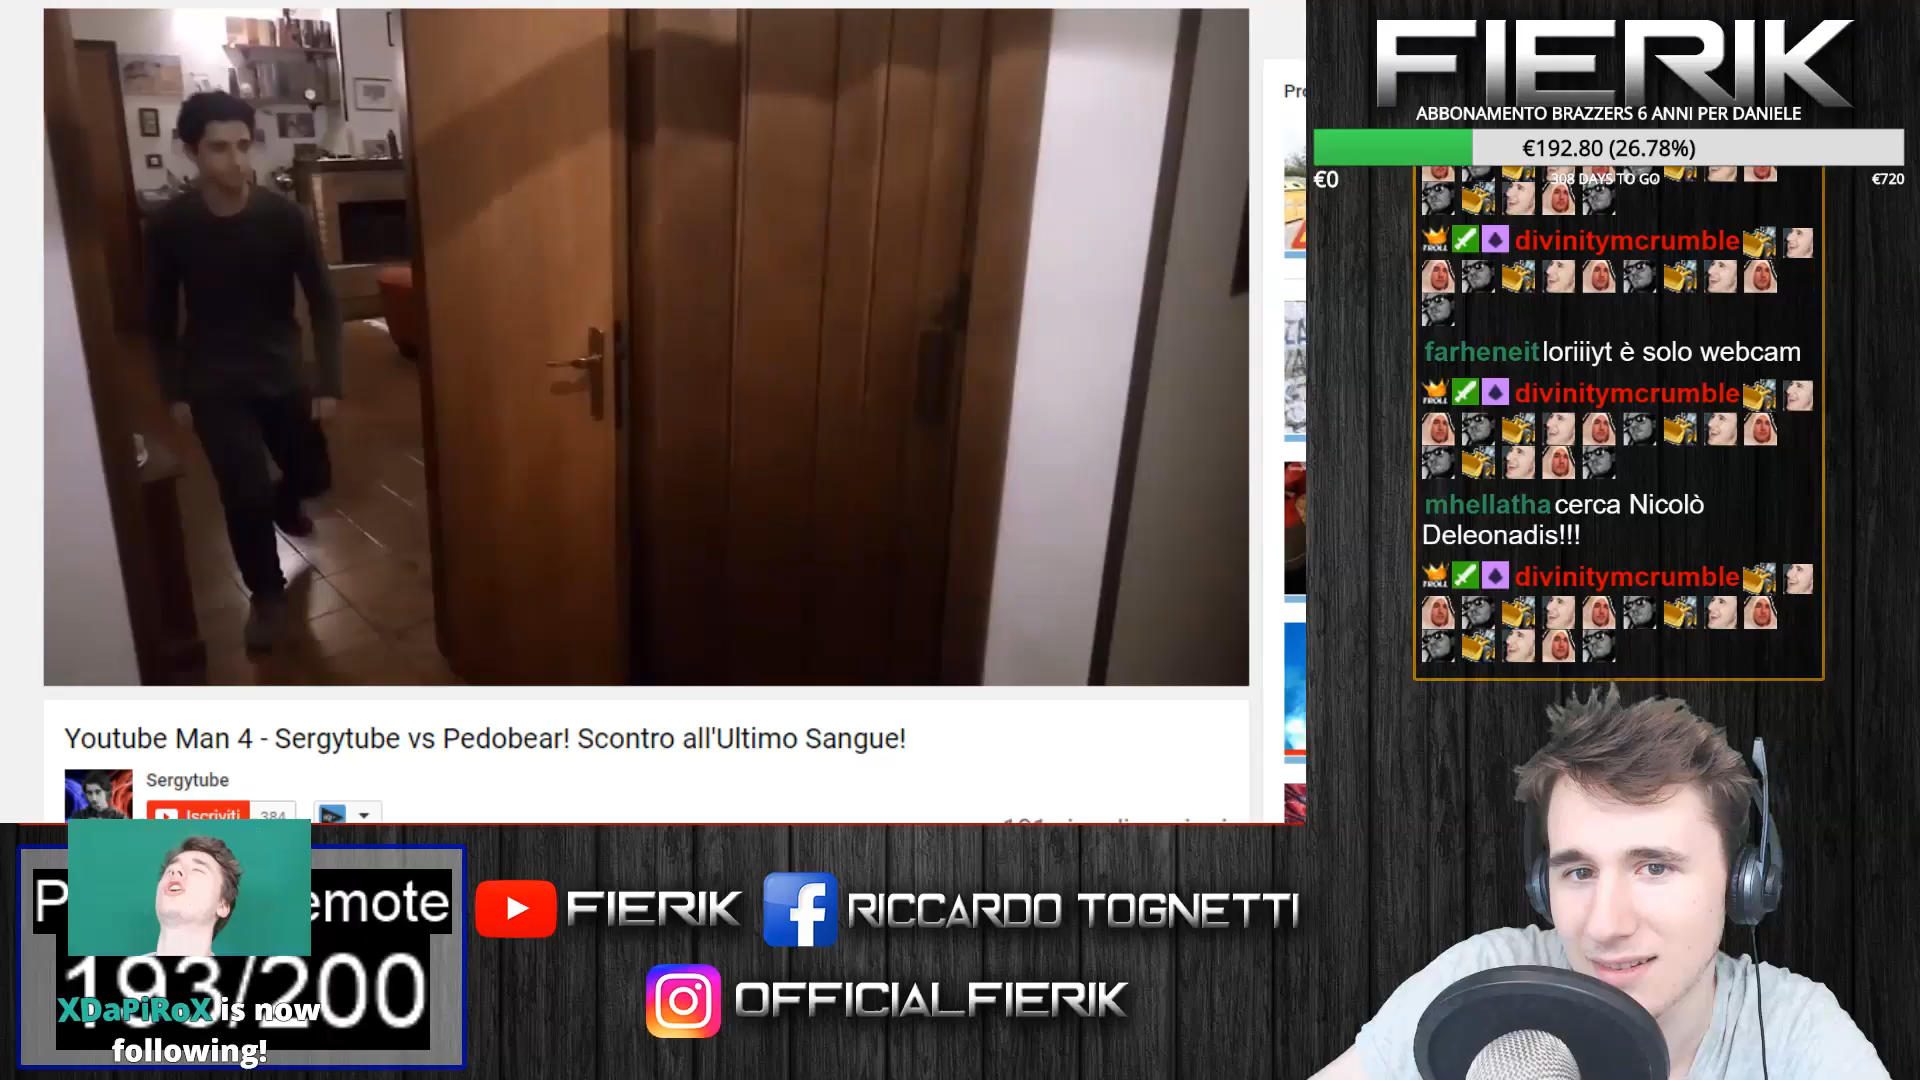 FIERIK
ABBONAMENTO BRAZZERS 6 ANNI PER DANIELE
€192.80 (26.78%)
€0
308 DAYS TO GO
€720
divinitymcrumble
farheneit loriiiyt è solo webcam
divinitymcrumble
mhellatha cerca Nicolò
Deleonadis!!!
divinitymcrumble
Youtube Man 4 - Sergytube vs Pedobear! Scontro all'Ultimo Sangue!
Sergytube
Iscriviti
384
emote
193/200
XDaPiRoX is now
following!
FIERIK
RICCARDO TOGNETTI
OFFICIALFIERIK